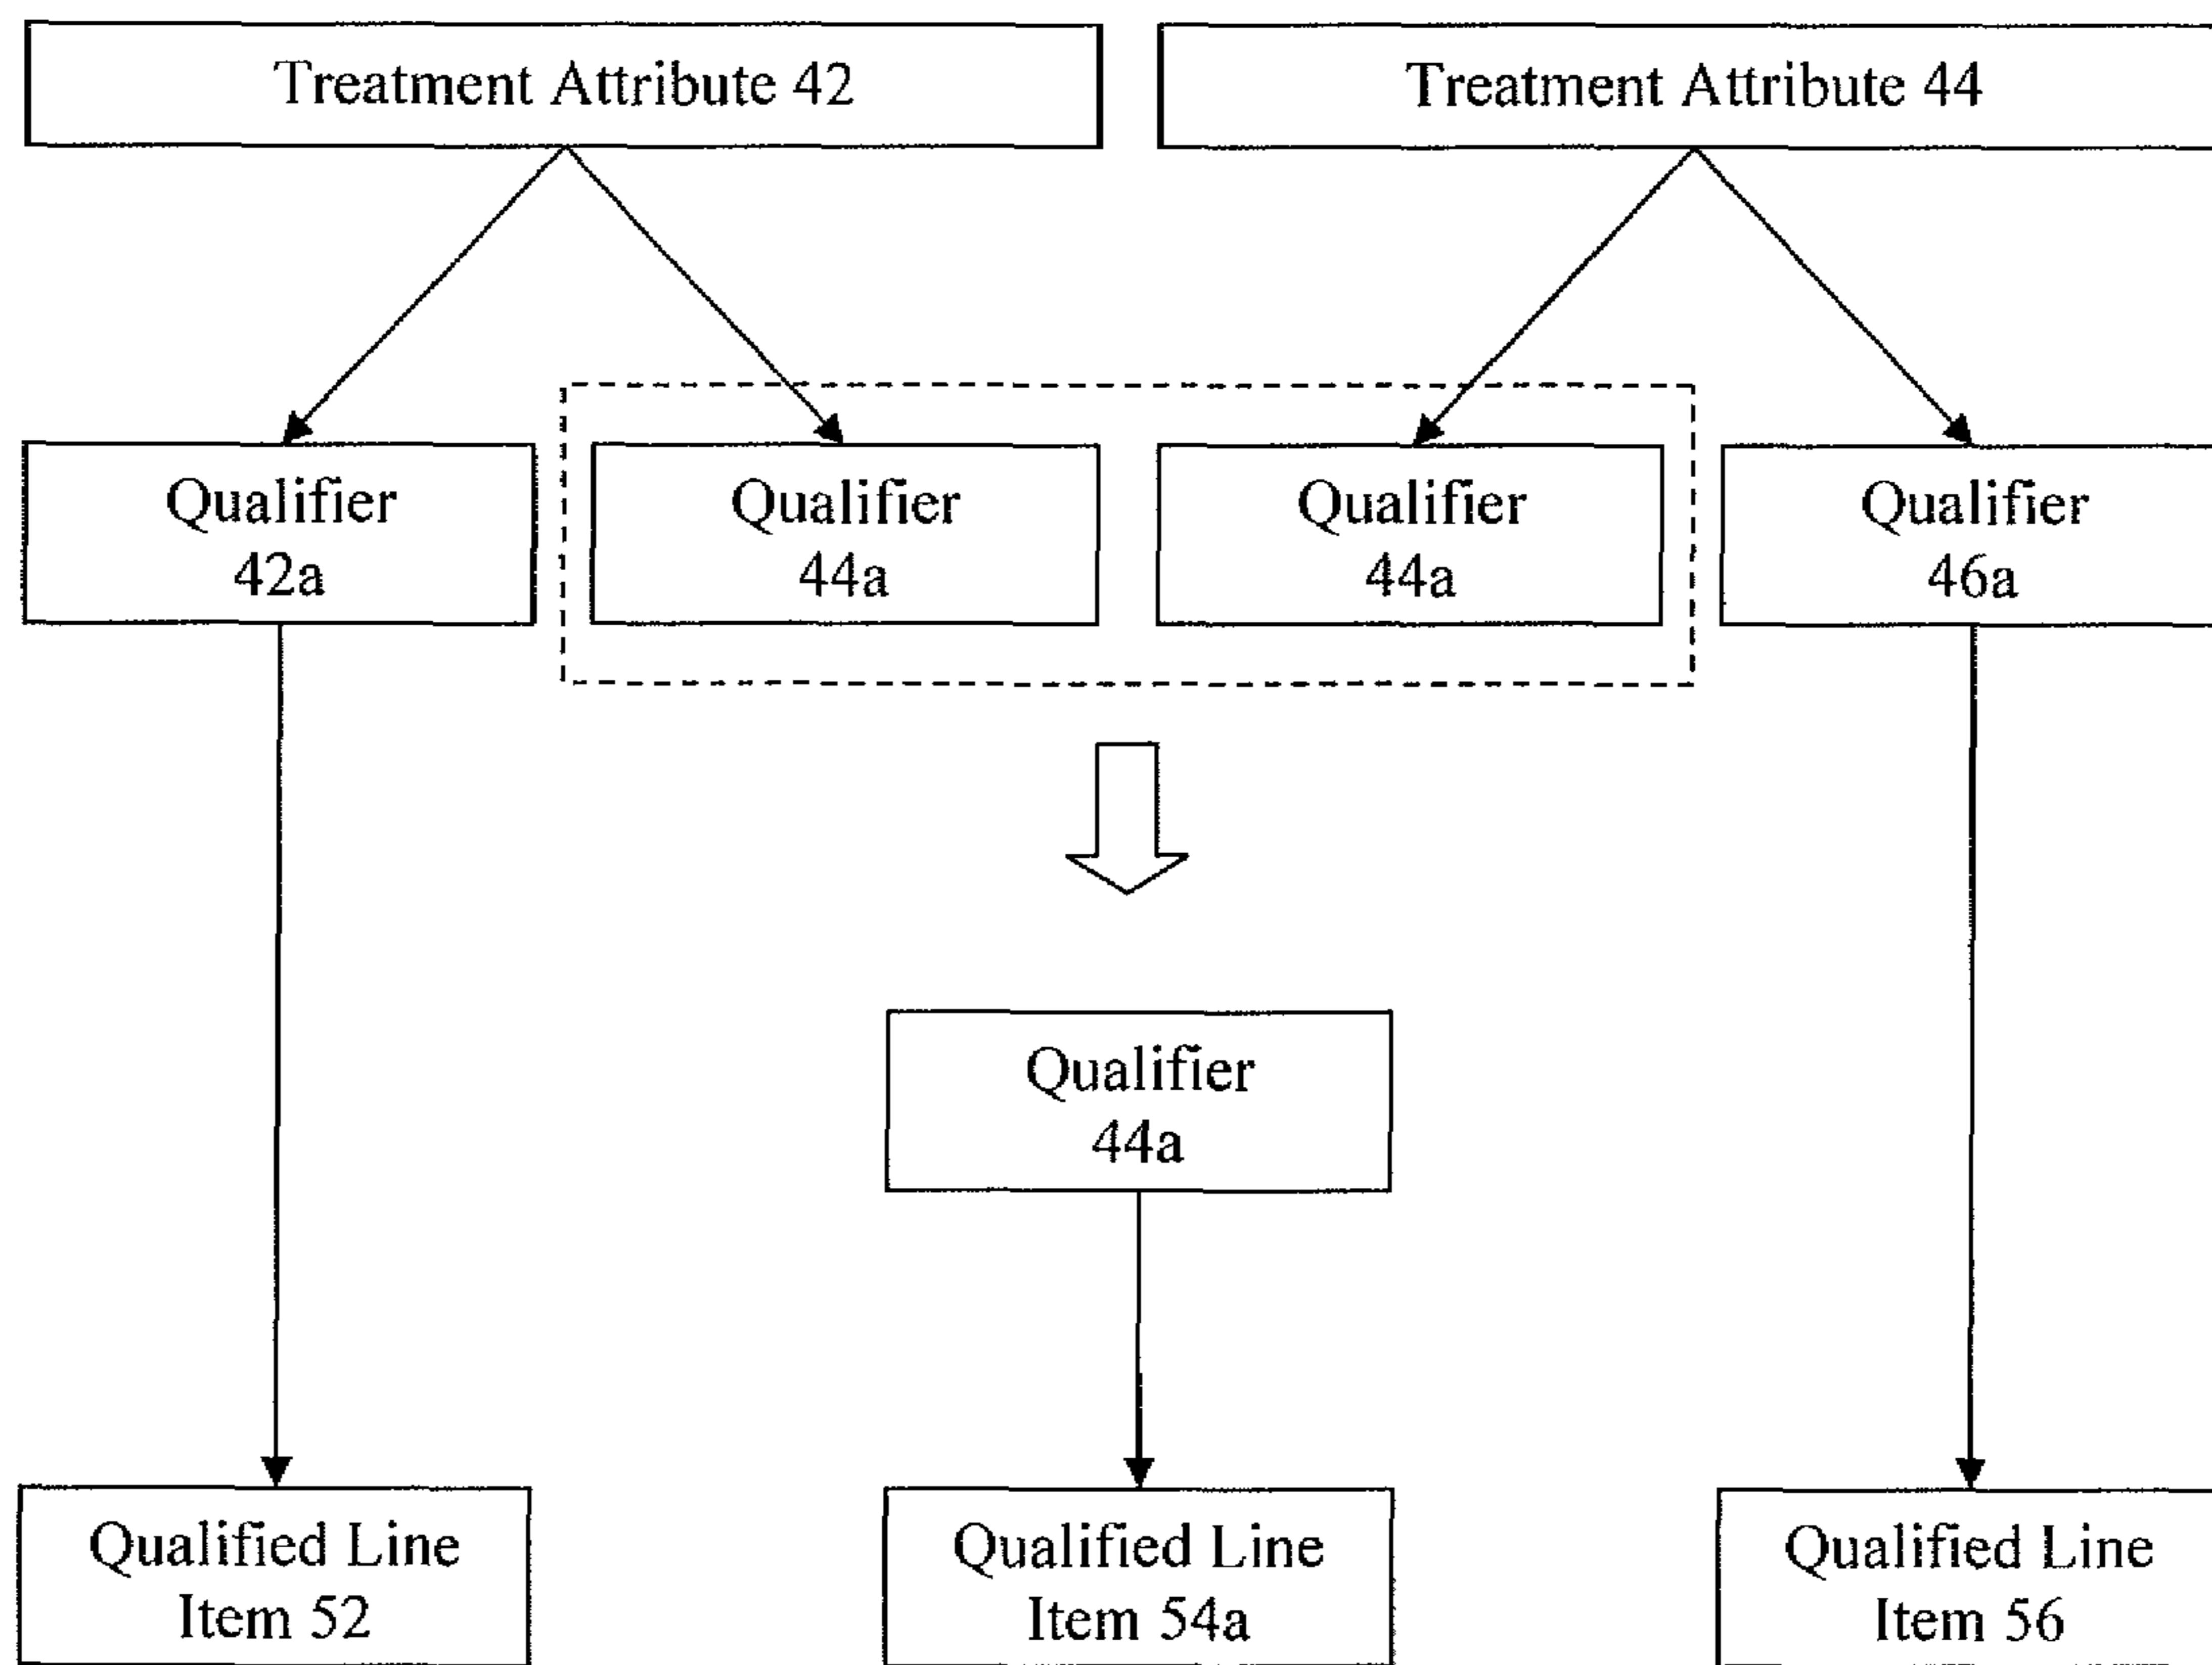 Treatment Attribute 42
Treatment Attribute 44
Qualifier
42a
Qualifier
44a
Qualifier
44a
Qualifier
46a
Qualifier
44a
Qualified Line
Item 52
Qualified Line
Item 54a
Qualified Line
Item 56